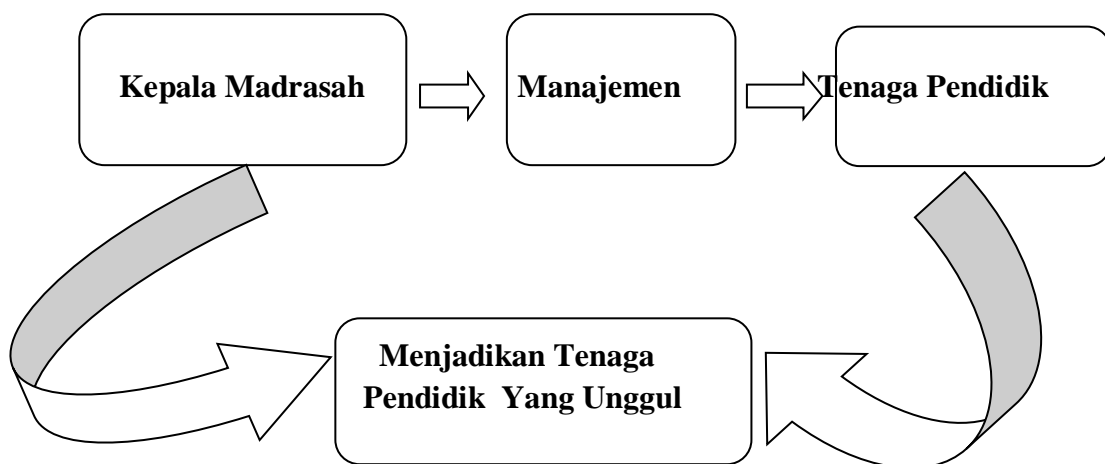 Kepala Madrasah
Manajemen
Tenaga Pendidik
Menjadikan Tenaga
Pendidik Yang Unggul